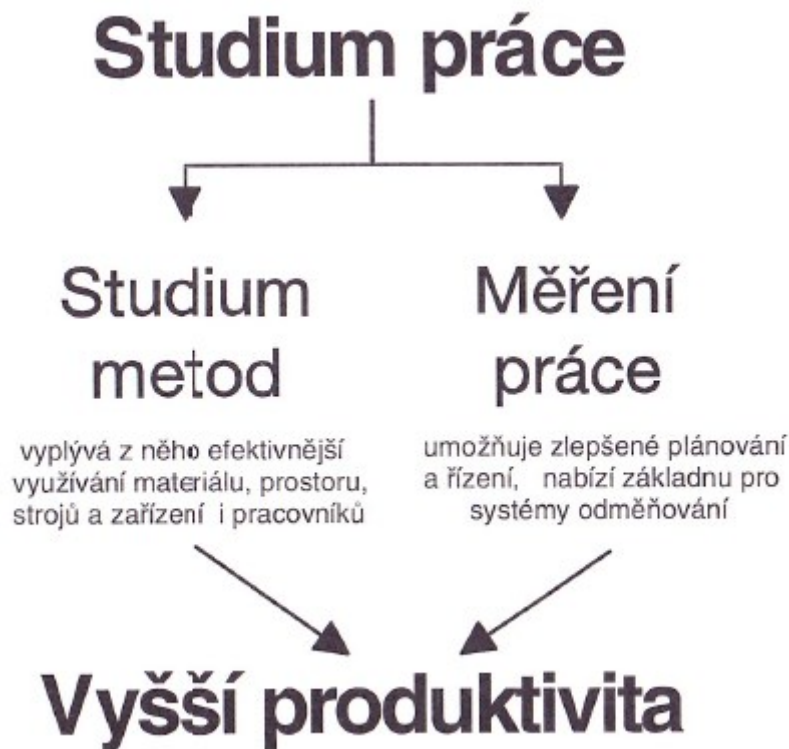 Studium práce
Studium
metod
vyplývá z něho efektivnější
využívání materiálu, prostoru,
strojů a zařízení i pracovníků
Měření
práce
umožňuje zlepšené plánování
a řízení, nabízí základnu pro
systémy odměňování
Vyšší produktivita